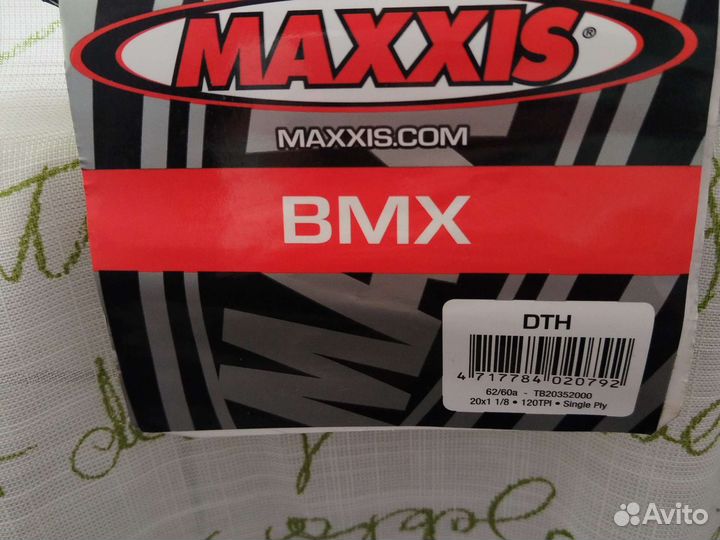 MAXXIS®
MAXXIS.COM
BMX
DTH
4 717784 020792
62/60a - TB20352000
20x1 1/8 • 120TPI • Single Ply
Avito